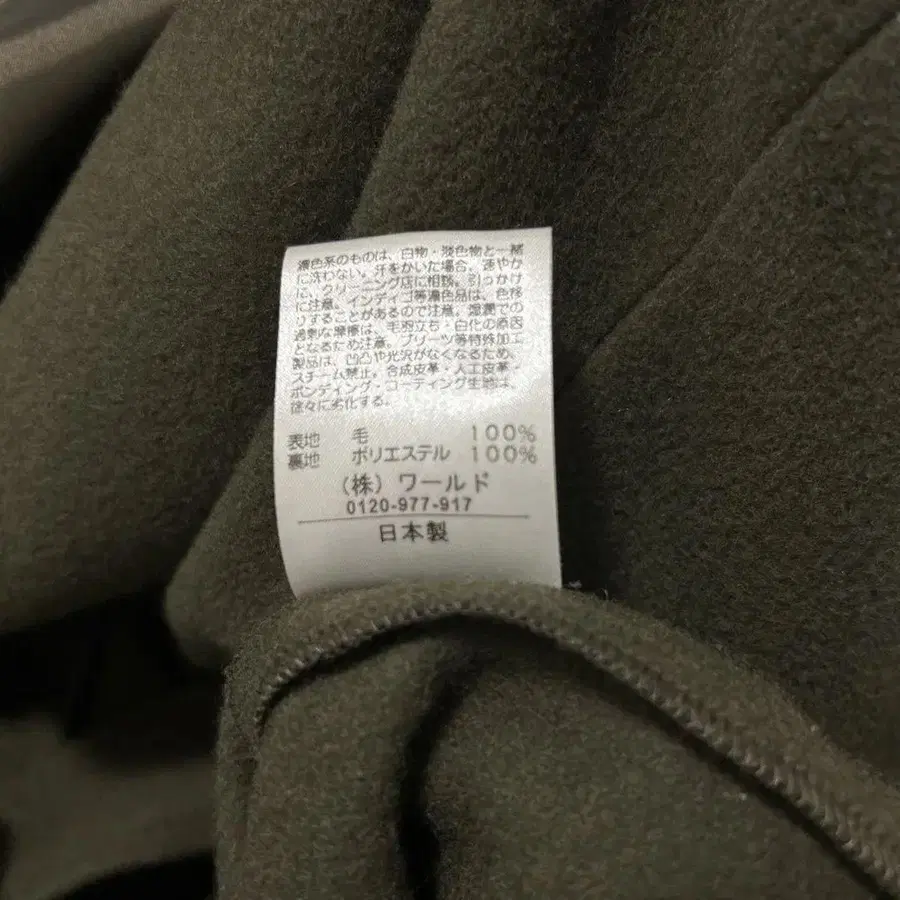 濃色系のものは、白物・淡色物と一緒
に洗わない。汗をかいた場合、速やか
に、クリーニング店に相談。引っかけ
に注意。インディゴ等濃色品は、色移
りすることがあるので注意。湿潤での
過剰な摩擦は、毛羽立ち・白化の原因
となるため注意。プリーツ等特殊加工
製品は、凹凸や光沢がなくなるため、
スチーム禁止。合成皮革・人工皮革・
ボンディング・コーティング生地は、
徐々に劣化する。
表地 毛 100%
裏地 ポリエステル 100%
(株)ワールド
0120-977-917
日本製